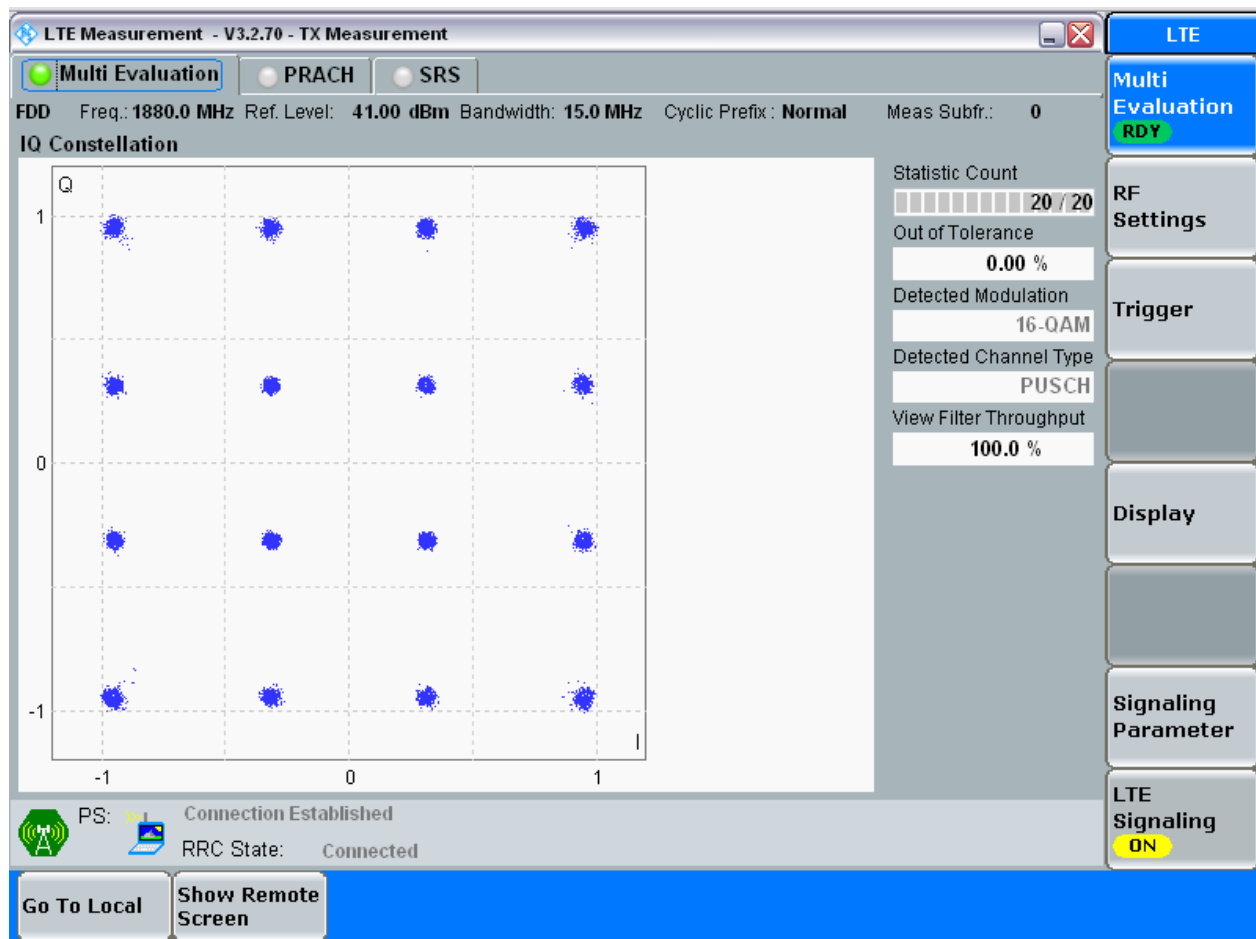 LTE Measurement - V3.2.70 - TX Measurement
LTE
Multi Evaluation
PRACH
SRS
FDD Freq.: 1880.0 MHz Ref. Level: 41.00 dBm Bandwidth: 15.0 MHz Cyclic Prefix : Normal Meas Subfr.: 0
IQ Constellation
Q
1
0
-1
I
-1 0 1
Statistic Count
20 / 20
Out of Tolerance
0.00 %
Detected Modulation
16-QAM
Detected Channel Type
PUSCH
View Filter Throughput
100.0 %
Multi
Evaluation
RDY
RF
Settings
Trigger
Display
Signaling
Parameter
LTE
Signaling
ON
PS: Connection Established
RRC State: Connected
Go To Local
Show Remote
Screen